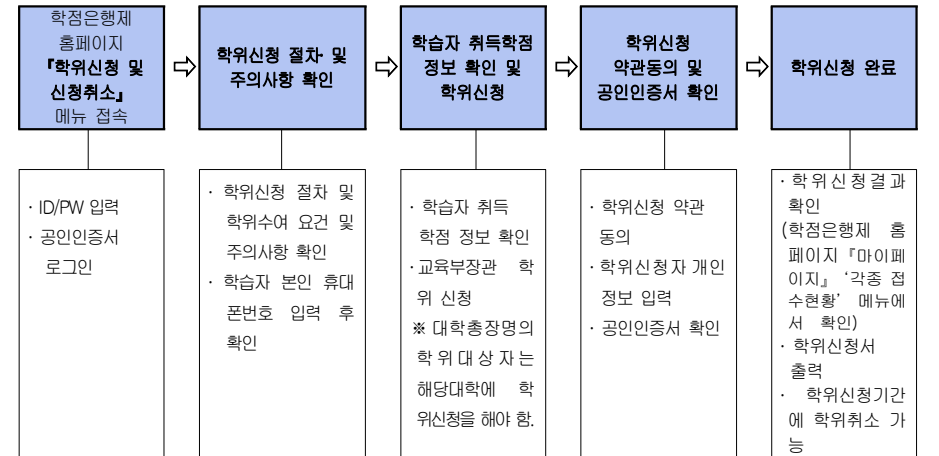 학점은행제
홈페이지
『학위신청 및
신청취소』
메뉴 접속
학위신청 절차 및
주의사항 확인
학습자 취득학점
정보 확인 및
학위신청
학위신청
약관동의 및
공인인증서 확인
학위신청 완료
· ID/PW 입력
· 공인인증서
로그인
· 학위신청 절차 및
학위수여 요건 및
주의사항 확인
· 학습자 본인 휴대
폰번호 입력 후
확인
· 학습자 취득
학점 정보 확인
·교육부장관 학
위 신청
※ 대학총장명의
학위대상자는
해당대학에 학
위신청을 해야 함.
· 학위신청 약관
동의
·학위신청자 개인
정보 입력
· 공인인증서 확인
·학위신청결과
확인
(학점은행제 홈
페이지『마이페
이지』‘각종 접
수현황’ 메뉴에
서 확인)
· 학위신청서
출력
· 학위신청기간
에 학위취소 가
능